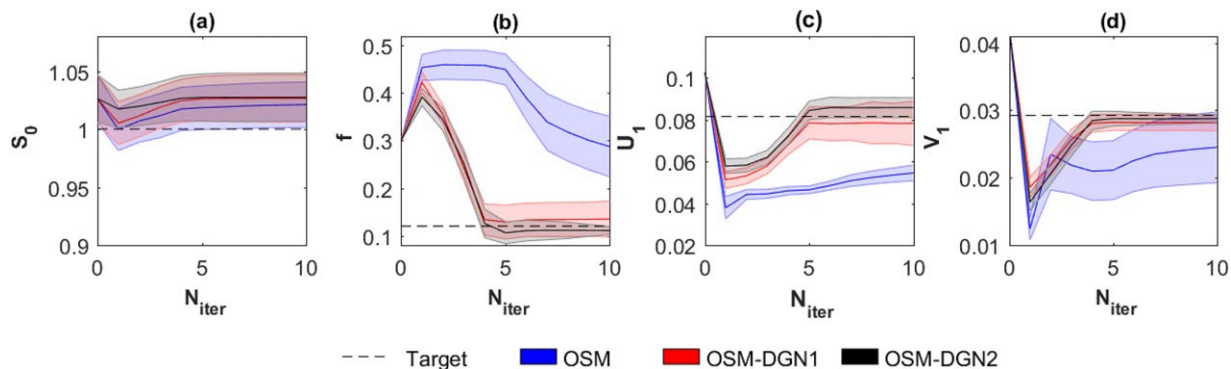 (a) (b) (c) (d)
1.05
1
0.95
0.9
S0
0 5 10
Niter
0.5
0.4
0.3
0.2
0.1
f
0 5 10
Niter
0.1
0.08
0.06
0.04
0.02
U1
0 5 10
Niter
0.04
0.03
0.02
0.01
V1
0 5 10
Niter
Target OSM OSM-DGN1 OSM-DGN2